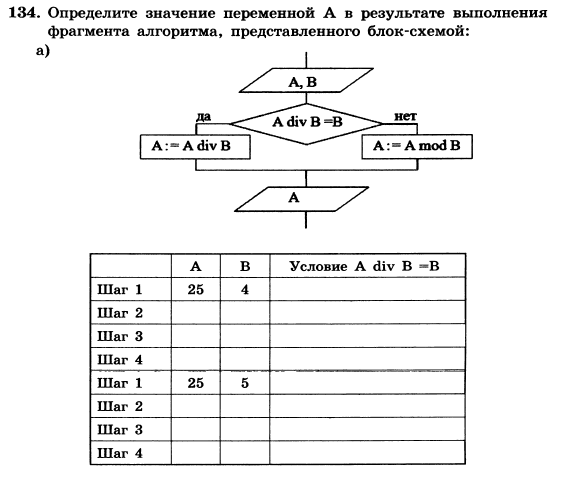 134. Определите значение переменной А в результате выполнения
фрагмента алгоритма, представленного блок-схемой:
а)
A, B
да
A div B =B
нет
A := A div B
A := A mod B
A
A B Условие A div B =B
Шаг 1 25 4
Шаг 2
Шаг 3
Шаг 4
Шаг 1 25 5
Шаг 2
Шаг 3
Шаг 4